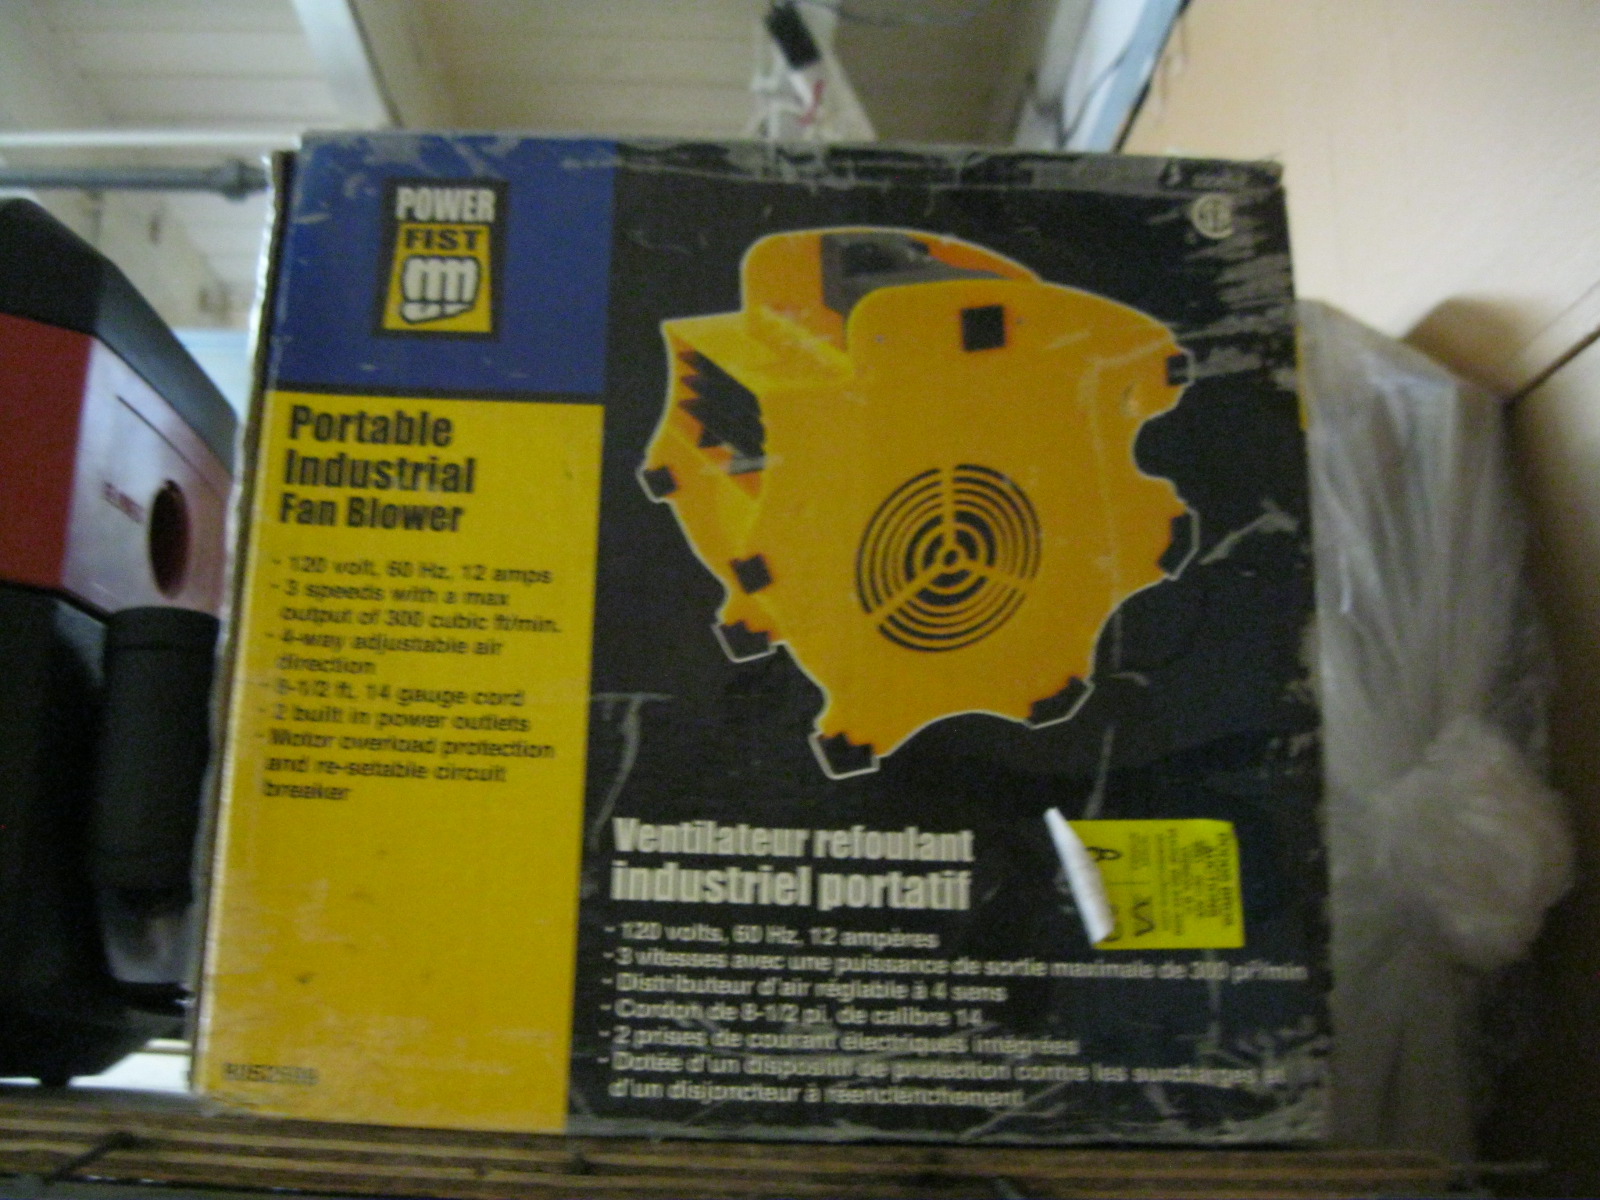 POWER
FIST
Portable
Industrial
Fan Blower
- 120 volt, 60 Hz, 12 amps
- 3 speeds with a max
output of 300 cubic ft/min.
- 4-way adjustable air
direction
- 8-1/2 ft. 14 gauge cord
- 2 built in power outlets
- Motor overload protection
and re-setable circuit
breaker
Ventilateur refoulant
industriel portatif
- 120 volts, 60 Hz, 12 ampères
- 3 vitesses avec une puissance de sortie maximale de 300 pi³/min
- Distributeur d'air réglable à 4 sens
- Cordon de 8-1/2 pi. de calibre 14
- 2 prises de courant électriques intégrées
- Dotée d'un dispositif de protection contre les surcharges et
d'un disjoncteur à réenclenchement